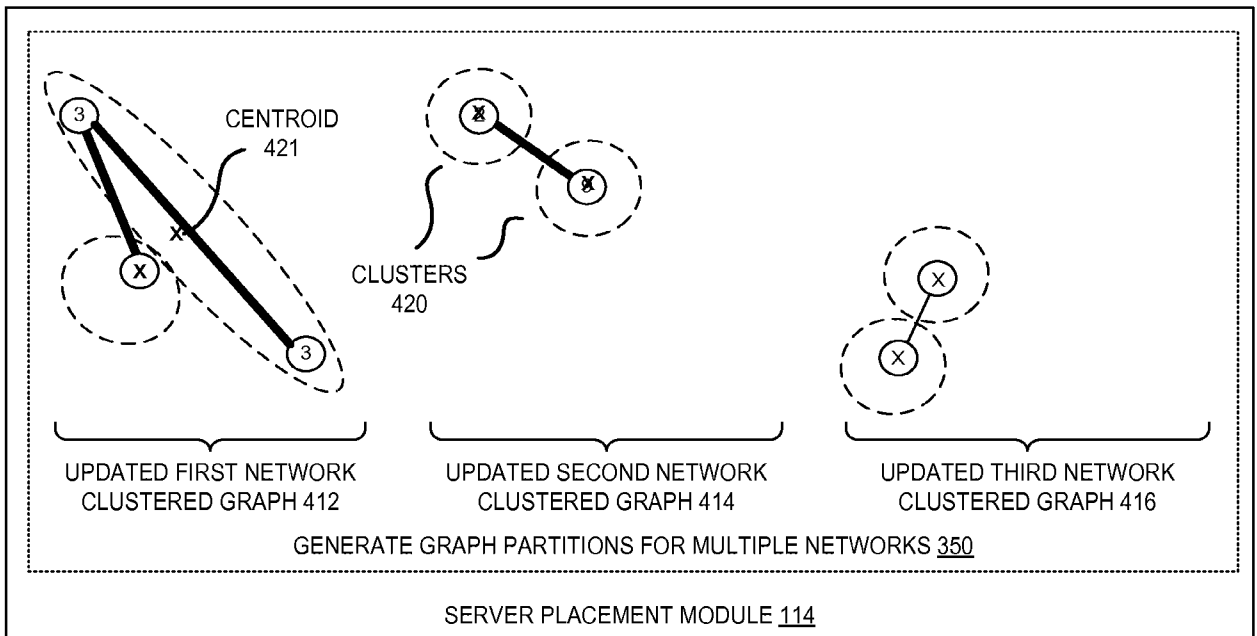 3
CENTROID
421
X
X
3
CLUSTERS
420
X
X
UPDATED FIRST NETWORK
CLUSTERED GRAPH 412
UPDATED SECOND NETWORK
CLUSTERED GRAPH 414
UPDATED THIRD NETWORK
CLUSTERED GRAPH 416
GENERATE GRAPH PARTITIONS FOR MULTIPLE NETWORKS 350
SERVER PLACEMENT MODULE 114